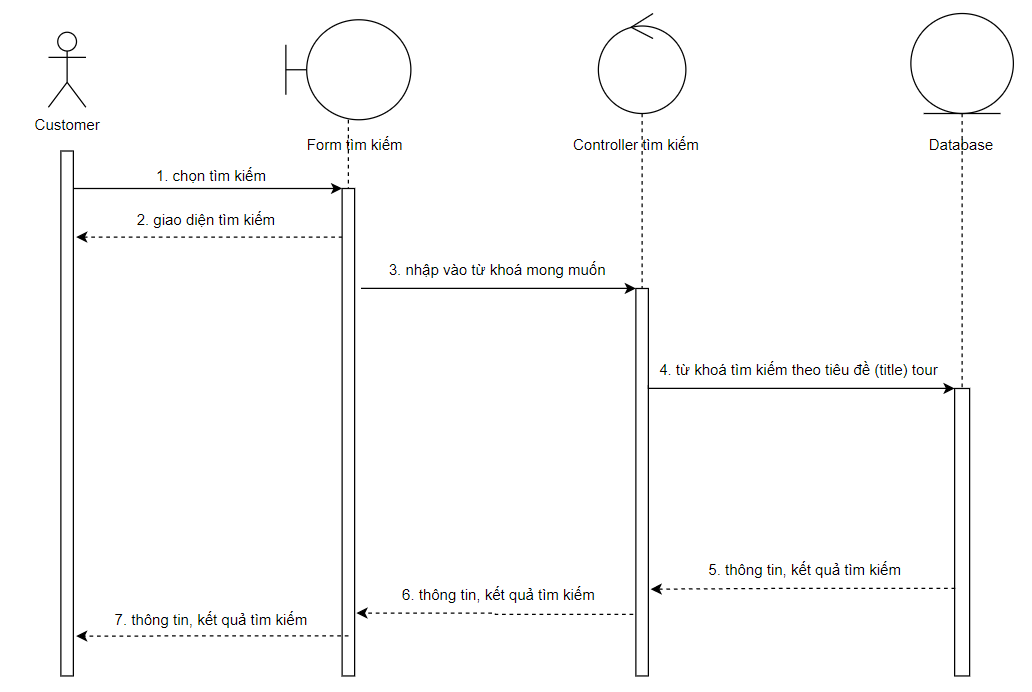 Customer
Form tìm kiếm
Controller tìm kiếm
Database
1. chọn tìm kiếm
2. giao diện tìm kiếm
3. nhập vào từ khoá mong muốn
4. từ khoá tìm kiếm theo tiêu đề (title) tour
5. thông tin, kết quả tìm kiếm
6. thông tin, kết quả tìm kiếm
7. thông tin, kết quả tìm kiếm